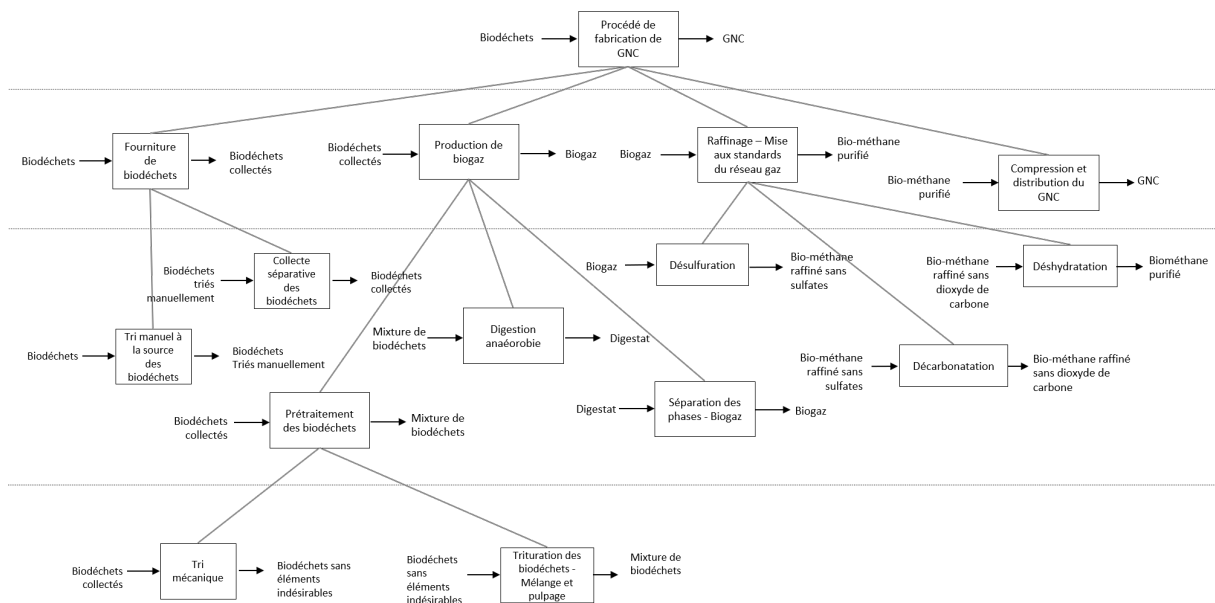 Biodéchets
Procédé de
fabrication de
GNC
GNC
Biodéchets
Fourniture
de
biodéchets
Biodéchets
collectés
Biodéchets
collectés
Production de
biogaz
Biogaz
Biogaz
Raffinage – Mise
aux standards
du réseau gaz
Bio-méthane
purifié
Bio-méthane
purifié
Compression et
distribution du
GNC
GNC
Biodéchets
triés
manuellement
Collecte
séparative
des
biodéchets
Biodéchets
collectés
Biogaz
Désulfuration
Bio-méthane
raffiné sans
sulfates
Bio-méthane
raffiné sans
dioxyde de
carbone
Déshydratation
Biométhane
purifié
Biodéchets
Tri manuel à
la source
des
biodéchets
Biodéchets
Triés manuellement
Mixture de
biodéchets
Digestion
anaérobie
Digestat
Bio-méthane
raffiné sans
sulfates
Décarbonatation
Bio-méthane raffiné
sans dioxyde de
carbone
Biodéchets
collectés
Prétraitement
des biodéchets
Mixture de
biodéchets
Digestat
Séparation des
phases - Biogaz
Biogaz
Biodéchets
collectés
Tri
mécanique
Biodéchets sans
éléments
indésirables
Biodéchets
sans
éléments
indésirables
Trituration des
biodéchets -
Mélange et
pulpage
Mixture de
biodéchets